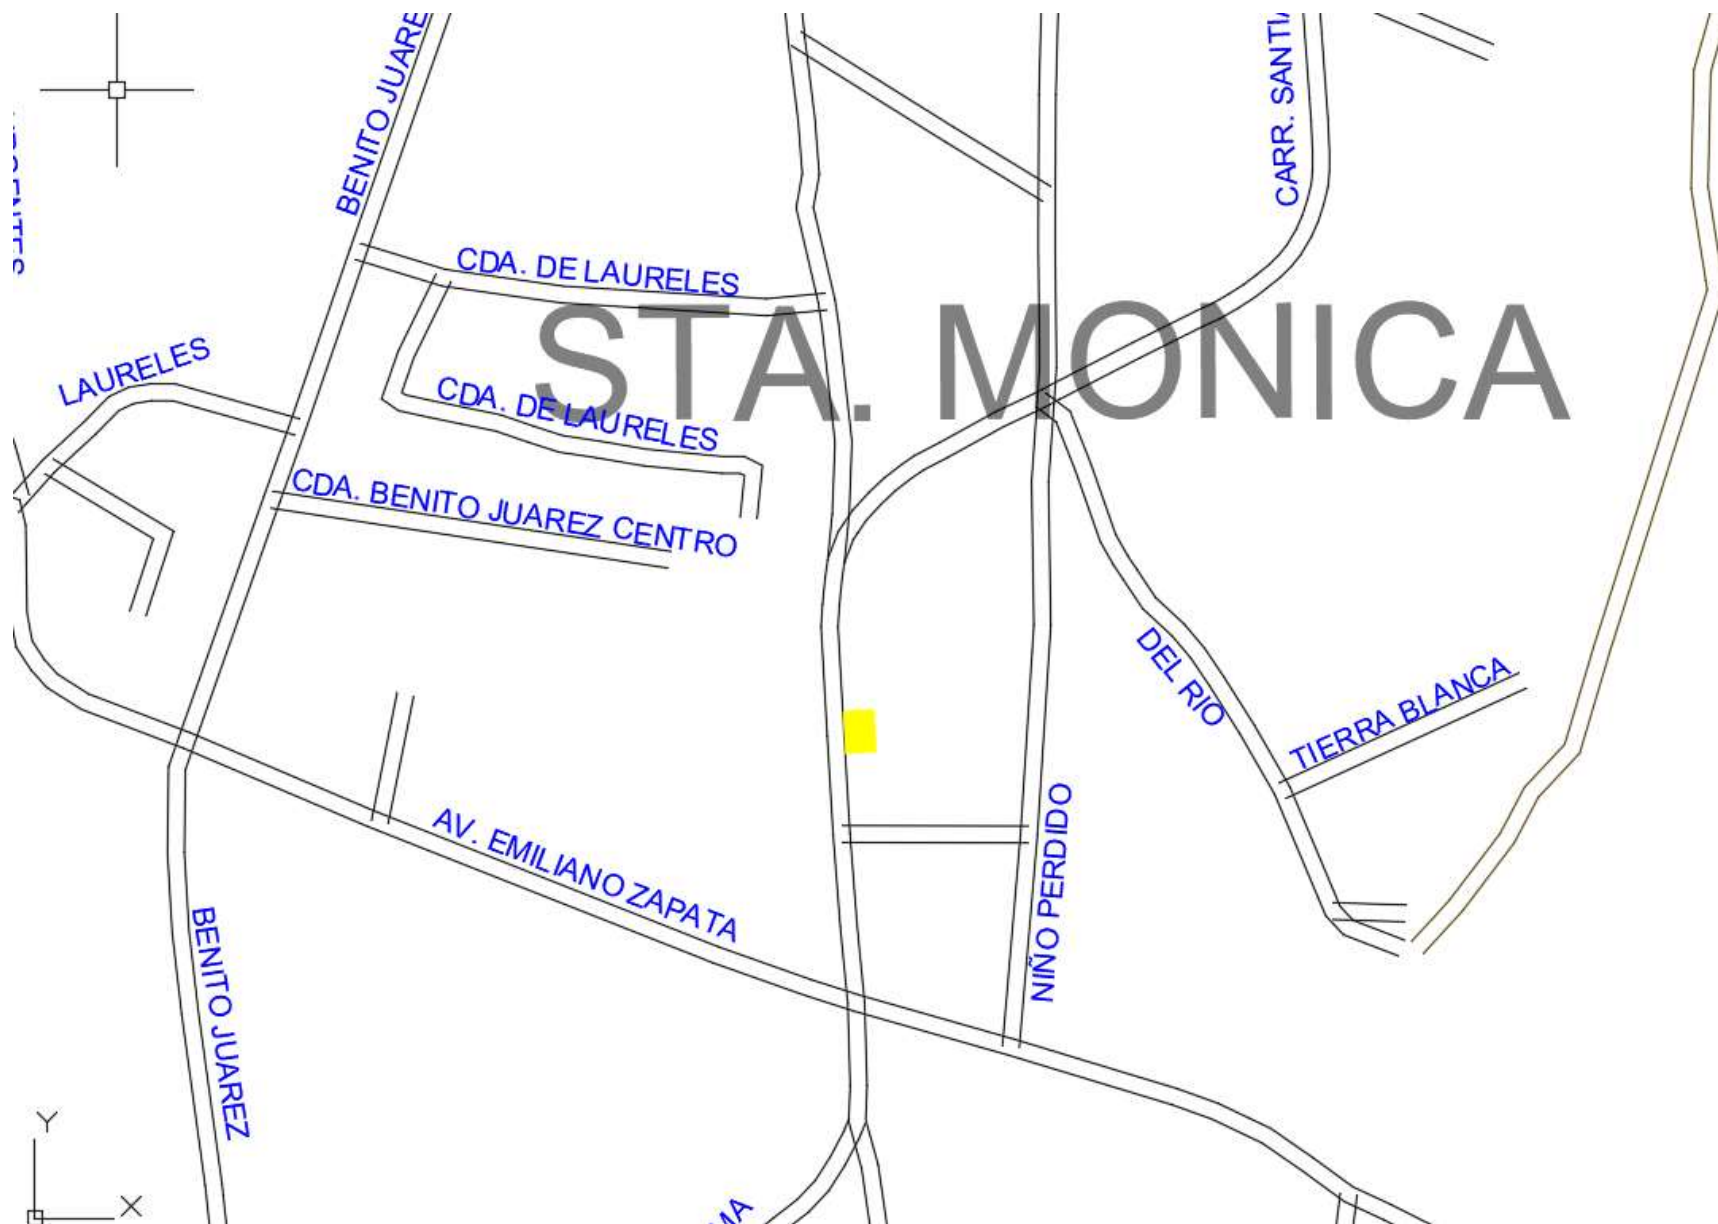 BENITO JUARE
CARR. SANTI
CDA. DE LAURELES
STA. MONICA
LAURELES
CDA. DE LAURELES
CDA. BENITO JUAREZ CENTRO
DEL RIO
TIERRA BLANCA
AV. EMILIANO ZAPATA
NIÑO PERDIDO
BENITO JUAREZ
Y
X